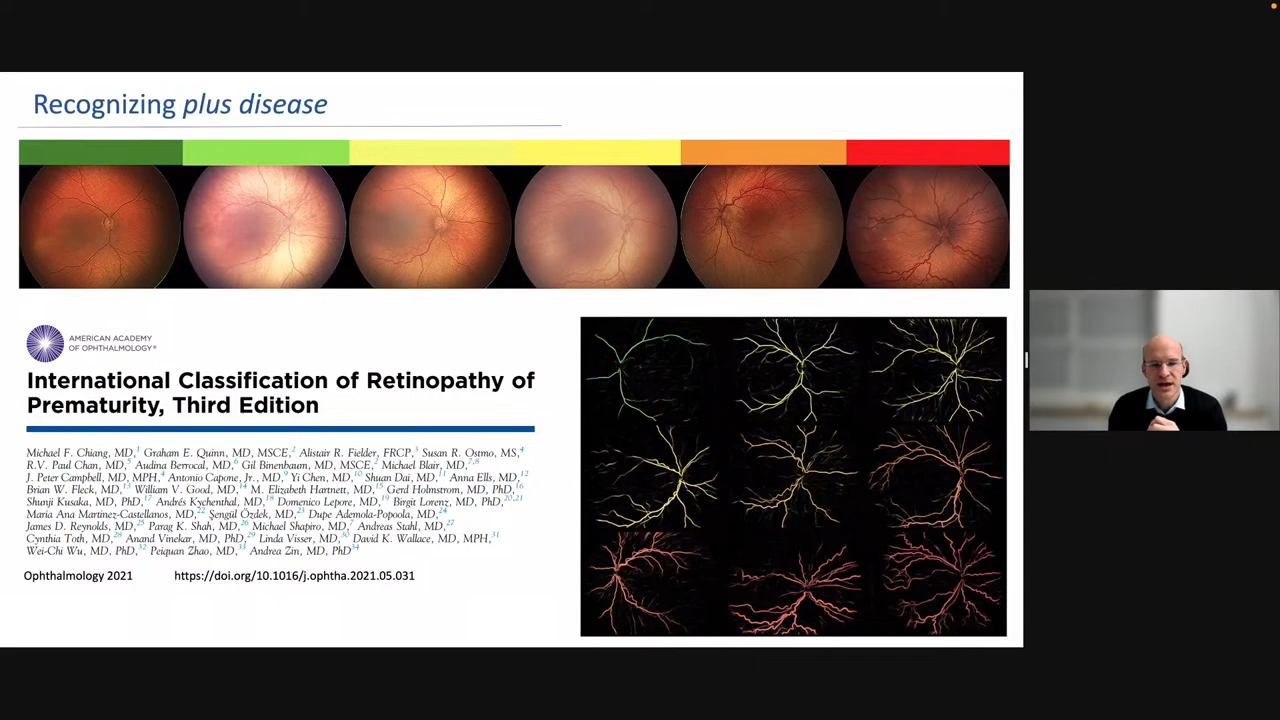 Recognizing plus disease
AMERICAN ACADEMY
OF OPHTHALMOLOGY®
International Classification of Retinopathy of
Prematurity, Third Edition
Michael F. Chiang, MD,1 Graham E. Quinn, MD, MSCE,2 Alistair R. Fielder, FRCP,3 Susan R. Ostmo, MS,4
R.V. Paul Chan, MD,5 Audina Berrocal, MD,6 Gil Binenbaum, MD, MSCE,2 Michael Blair, MD,7,8
J. Peter Campbell, MD, MPH,4 Antonio Capone, Jr., MD,9 Yi Chen, MD,10 Shuan Dai, MD,11 Anna Ells, MD,12
Brian W. Fleck, MD,13 William V. Good, MD,14 M. Elizabeth Hartnett, MD,15 Gerd Holmstrom, MD, PhD,16
Shunji Kusaka, MD, PhD,17 Andrés Kychenthal, MD,18 Domenico Lepore, MD,19 Birgit Lorenz, MD, PhD,20,21
Maria Ana Martinez-Castellanos, MD,22 Şengül Özdek, MD,23 Dupe Ademola-Popoola, MD,24
James D. Reynolds, MD,25 Parag K. Shah, MD,26 Michael Shapiro, MD,7 Andreas Stahl, MD,27
Cynthia Toth, MD,28 Anand Vinekar, MD, PhD,29 Linda Visser, MD,30 David K. Wallace, MD, MPH,31
Wei-Chi Wu, MD, PhD,32 Peiquan Zhao, MD,33 Andrea Zin, MD, PhD34
Ophthalmology 2021 https://doi.org/10.1016/j.ophtha.2021.05.031